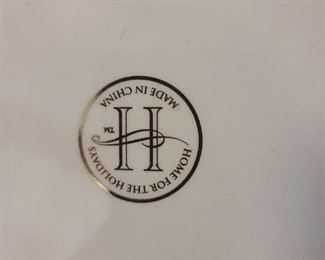 HOME FOR THE HOLIDAYS
H
TM
MADE IN CHINA